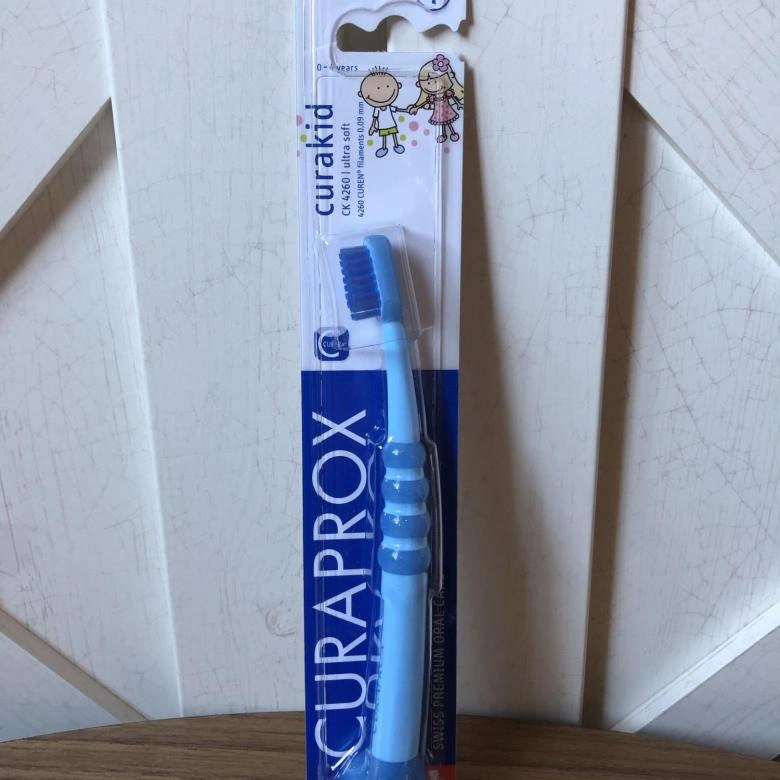 0 - 4 years
curakid
CK 4260 | ultra soft
4260 CUREN® filaments 0,09 mm
CURAPROX
SWISS PREMIUM ORAL CARE